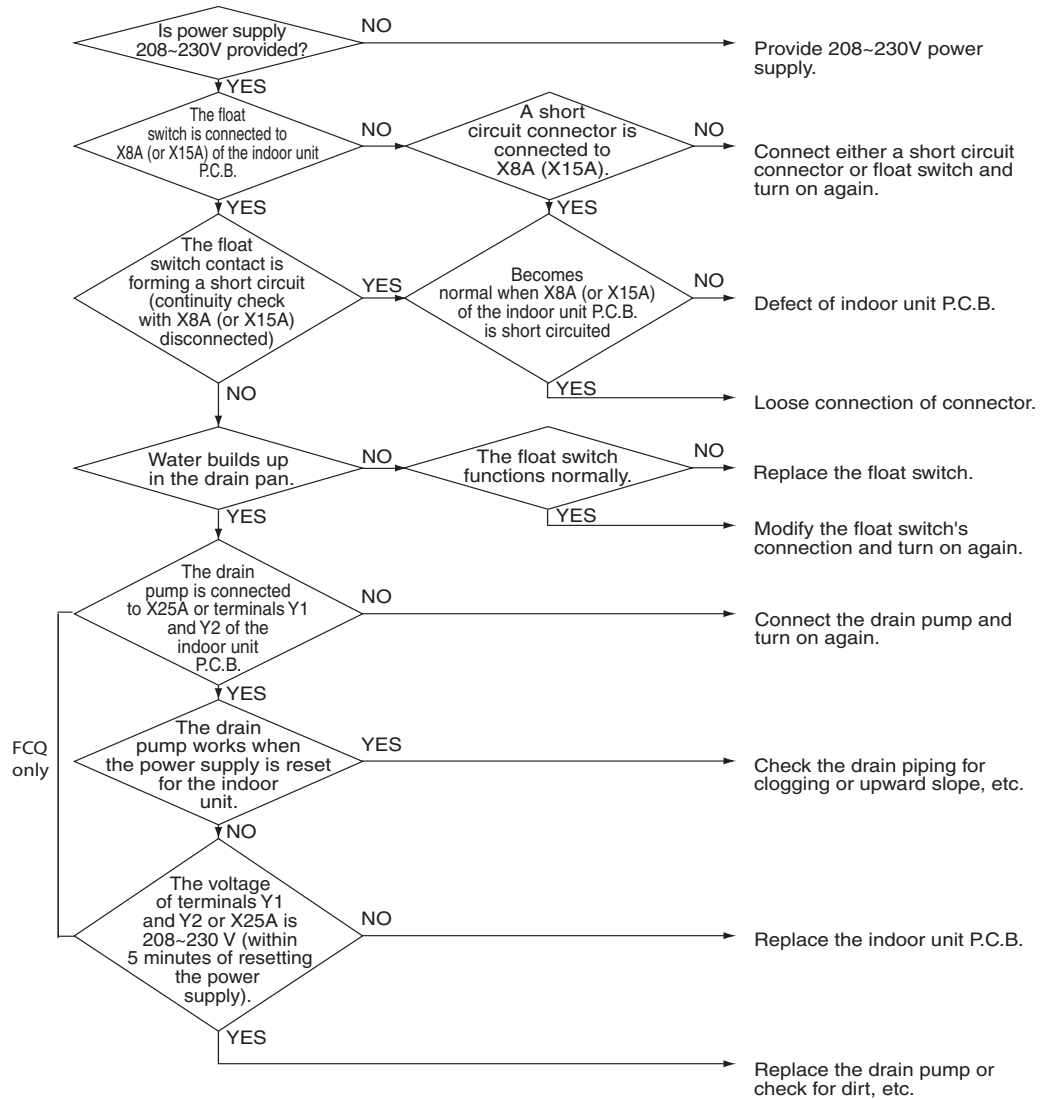 Is power supply
208~230V provided?
NO
Provide 208~230V power
supply.
YES
The float
switch is connected to
X8A (or X15A) of the indoor unit
P.C.B.
NO
A short
circuit connector is
connected to
X8A (X15A).
NO
Connect either a short circuit
connector or float switch and
turn on again.
YES
YES
The float
switch contact is
forming a short circuit
(continuity check
with X8A (or X15A)
disconnected)
YES
Becomes
normal when X8A (or X15A)
of the indoor unit P.C.B.
is short circuited
NO
Defect of indoor unit P.C.B.
YES
Loose connection of connector.
NO
Water builds up
in the drain pan.
NO
The float switch
functions normally.
NO
Replace the float switch.
YES
Modify the float switch's
connection and turn on again.
YES
The drain
pump is connected
to X25A or terminals Y1
and Y2 of the
indoor unit
P.C.B.
NO
Connect the drain pump and
turn on again.
YES
FCQ
only
The drain
pump works when
the power supply is reset
for the indoor
unit.
YES
Check the drain piping for
clogging or upward slope, etc.
NO
The voltage
of terminals Y1
and Y2 or X25A is
208~230 V (within
5 minutes of resetting
the power
supply).
NO
Replace the indoor unit P.C.B.
YES
Replace the drain pump or
check for dirt, etc.